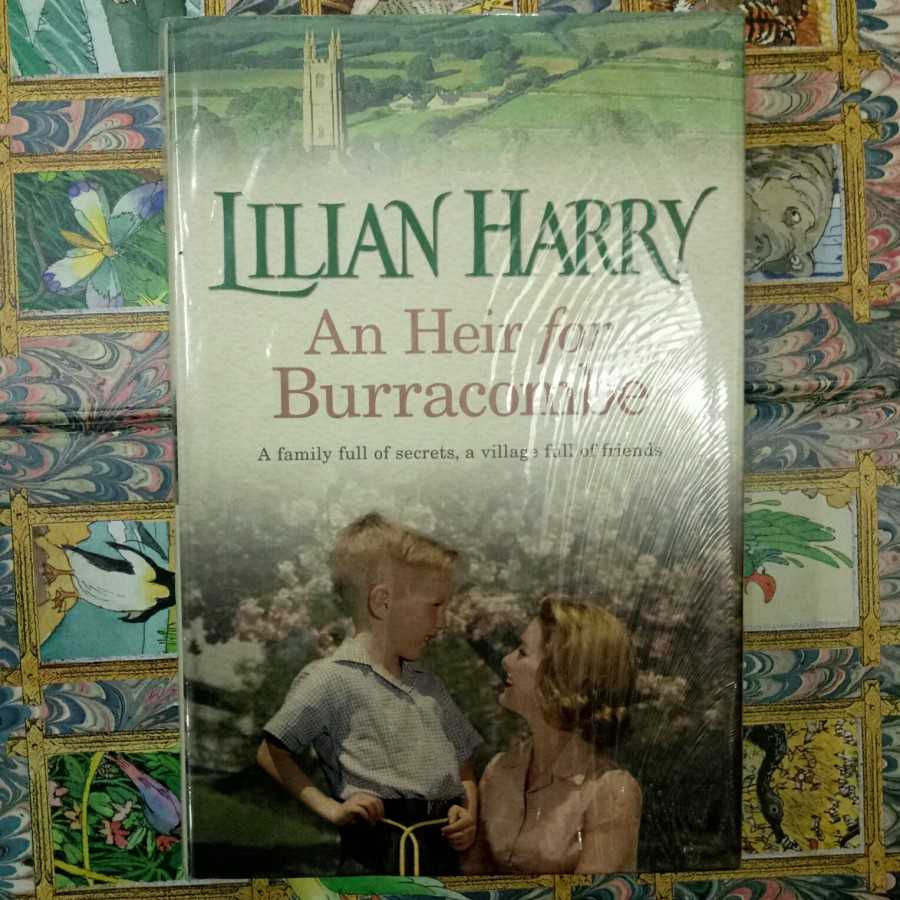 LILIAN HARRY
An Heir for
Burracombe
A family full of secrets, a village full of friends